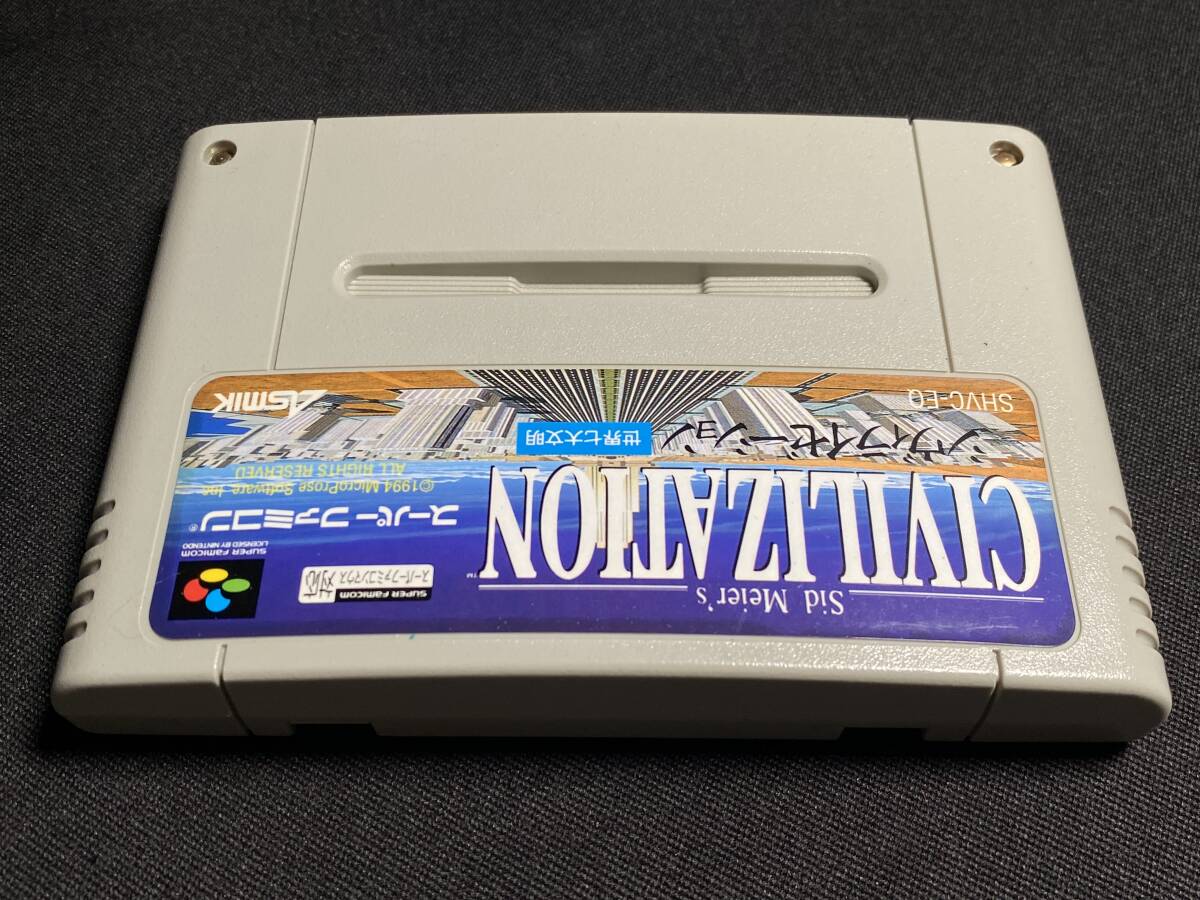 Sid Meier's
CIVILIZATION™
シヴィライゼーション
世界七大文明
SHVC-EQ
SUPER FAMICOM
スーパーファミコンマウス対応
SUPER FAMICOM
LICENSED BY NINTENDO
スーパーファミコン®
©1994 MicroProse Software, Inc.
ALL RIGHTS RESERVED
ASMIK